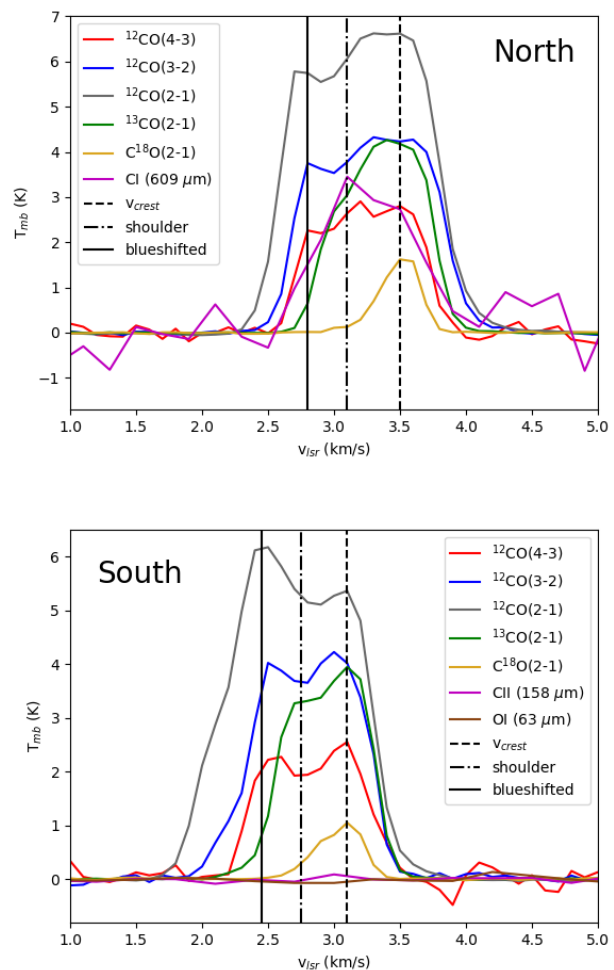 7
6
5
4
3
2
1
0
−1
T_mb (K)
North
¹²CO(4-3)
¹²CO(3-2)
¹²CO(2-1)
¹³CO(2-1)
C¹⁸O(2-1)
CI (609 μm)
v_crest
shoulder
blueshifted
1.0 1.5 2.0 2.5 3.0 3.5 4.0 4.5 5.0
v_lsr (km/s)
6
5
4
3
2
1
0
T_mb (K)
South
¹²CO(4-3)
¹²CO(3-2)
¹²CO(2-1)
¹³CO(2-1)
C¹⁸O(2-1)
CII (158 μm)
OI (63 μm)
v_crest
shoulder
blueshifted
1.0 1.5 2.0 2.5 3.0 3.5 4.0 4.5 5.0
v_lsr (km/s)